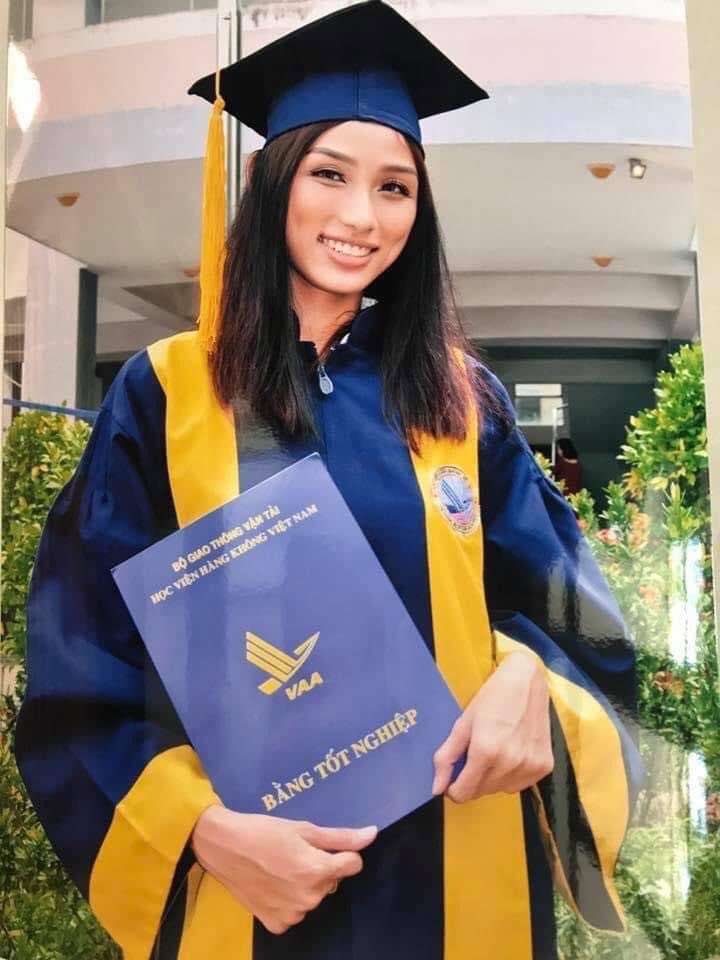 BỘ GIAO THÔNG VẬN TẢI
HỌC VIỆN HÀNG KHÔNG VIỆT NAM
VAA
BẰNG TỐT NGHIỆP